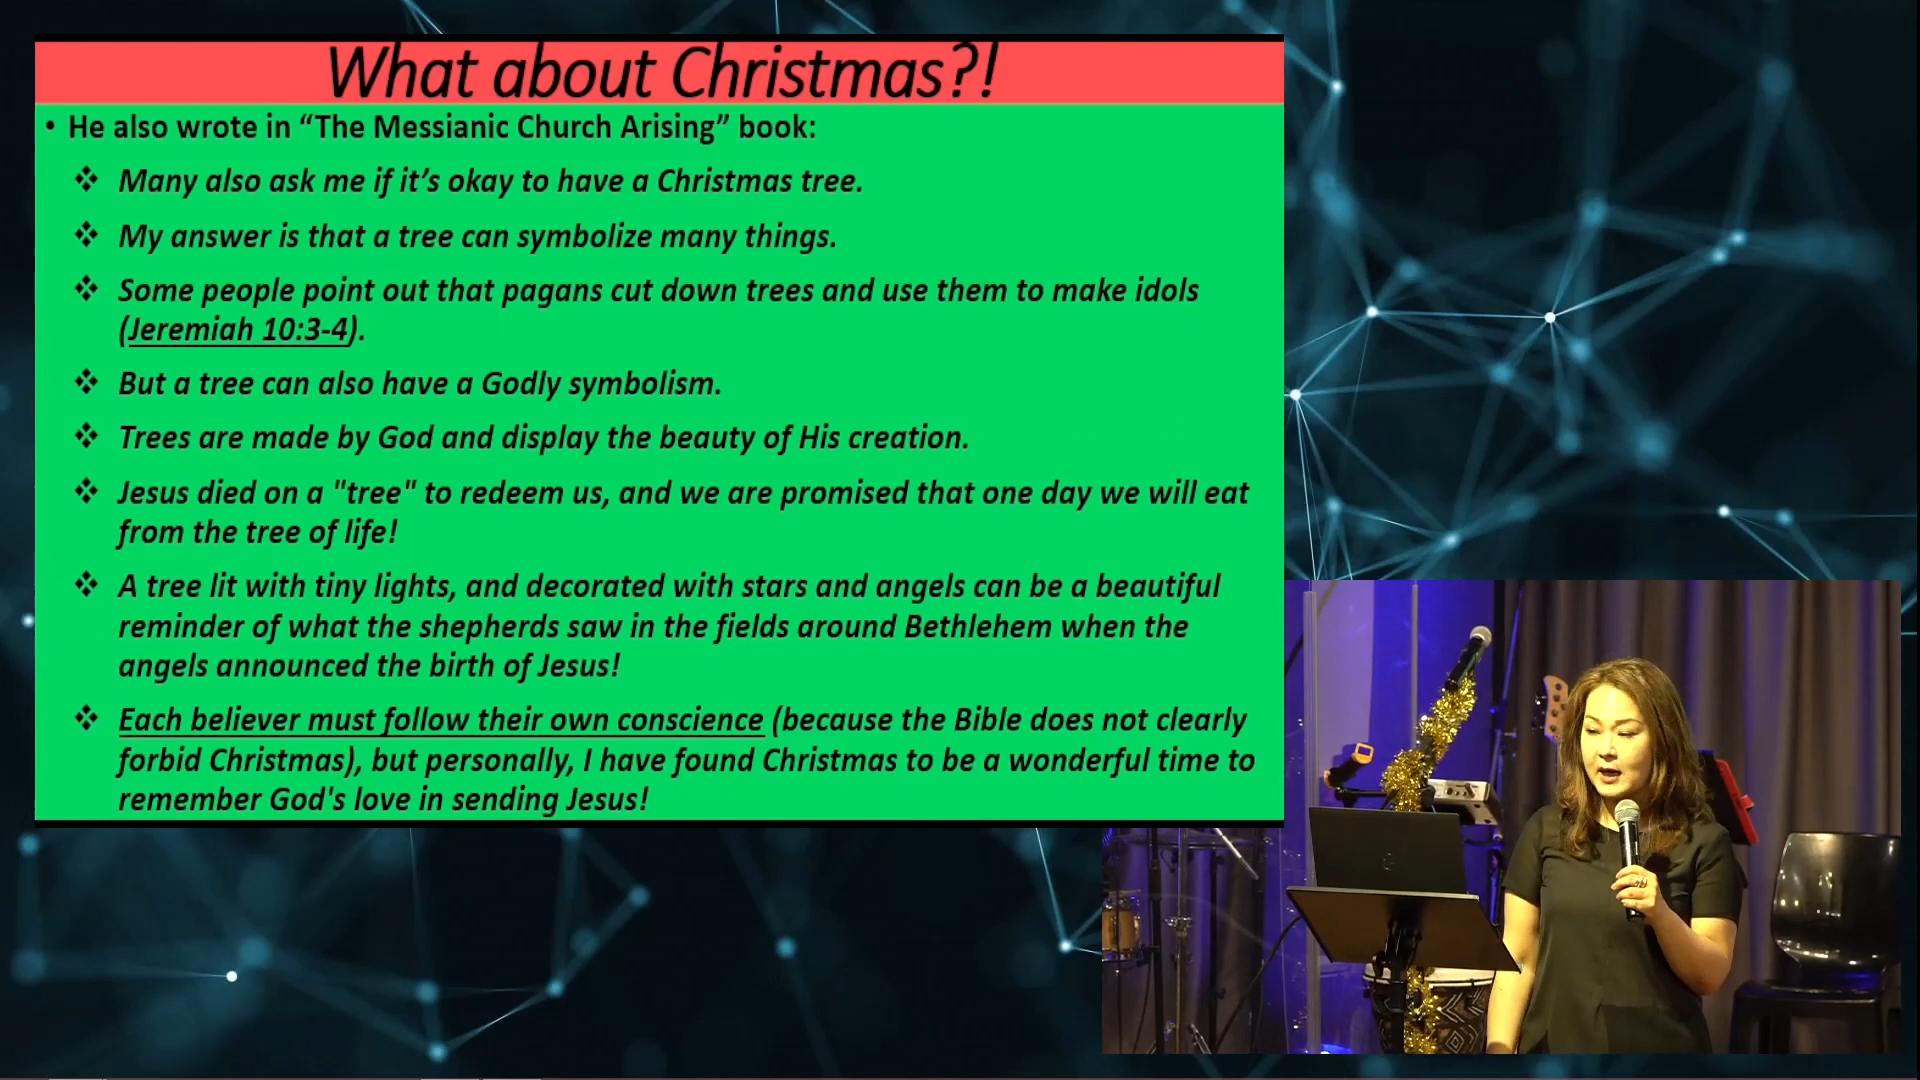 What about Christmas?!
• He also wrote in “The Messianic Church Arising” book:
❖ Many also ask me if it’s okay to have a Christmas tree.
❖ My answer is that a tree can symbolize many things.
❖ Some people point out that pagans cut down trees and use them to make idols
(Jeremiah 10:3-4).
❖ But a tree can also have a Godly symbolism.
❖ Trees are made by God and display the beauty of His creation.
❖ Jesus died on a "tree" to redeem us, and we are promised that one day we will eat
from the tree of life!
❖ A tree lit with tiny lights, and decorated with stars and angels can be a beautiful
reminder of what the shepherds saw in the fields around Bethlehem when the
angels announced the birth of Jesus!
❖ Each believer must follow their own conscience (because the Bible does not clearly
forbid Christmas), but personally, I have found Christmas to be a wonderful time to
remember God's love in sending Jesus!